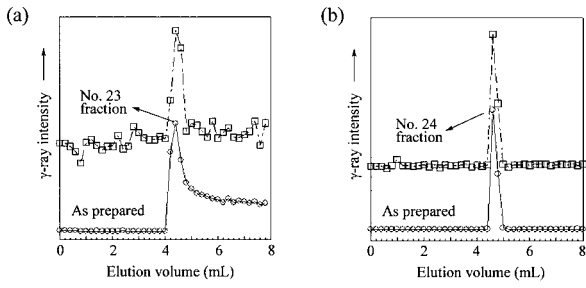 (a)
γ-ray intensity
No. 23
fraction
As prepared
0 2 4 6 8
Elution volume (mL)
(b)
γ-ray intensity
No. 24
fraction
As prepared
0 2 4 6 8
Elution volume (mL)